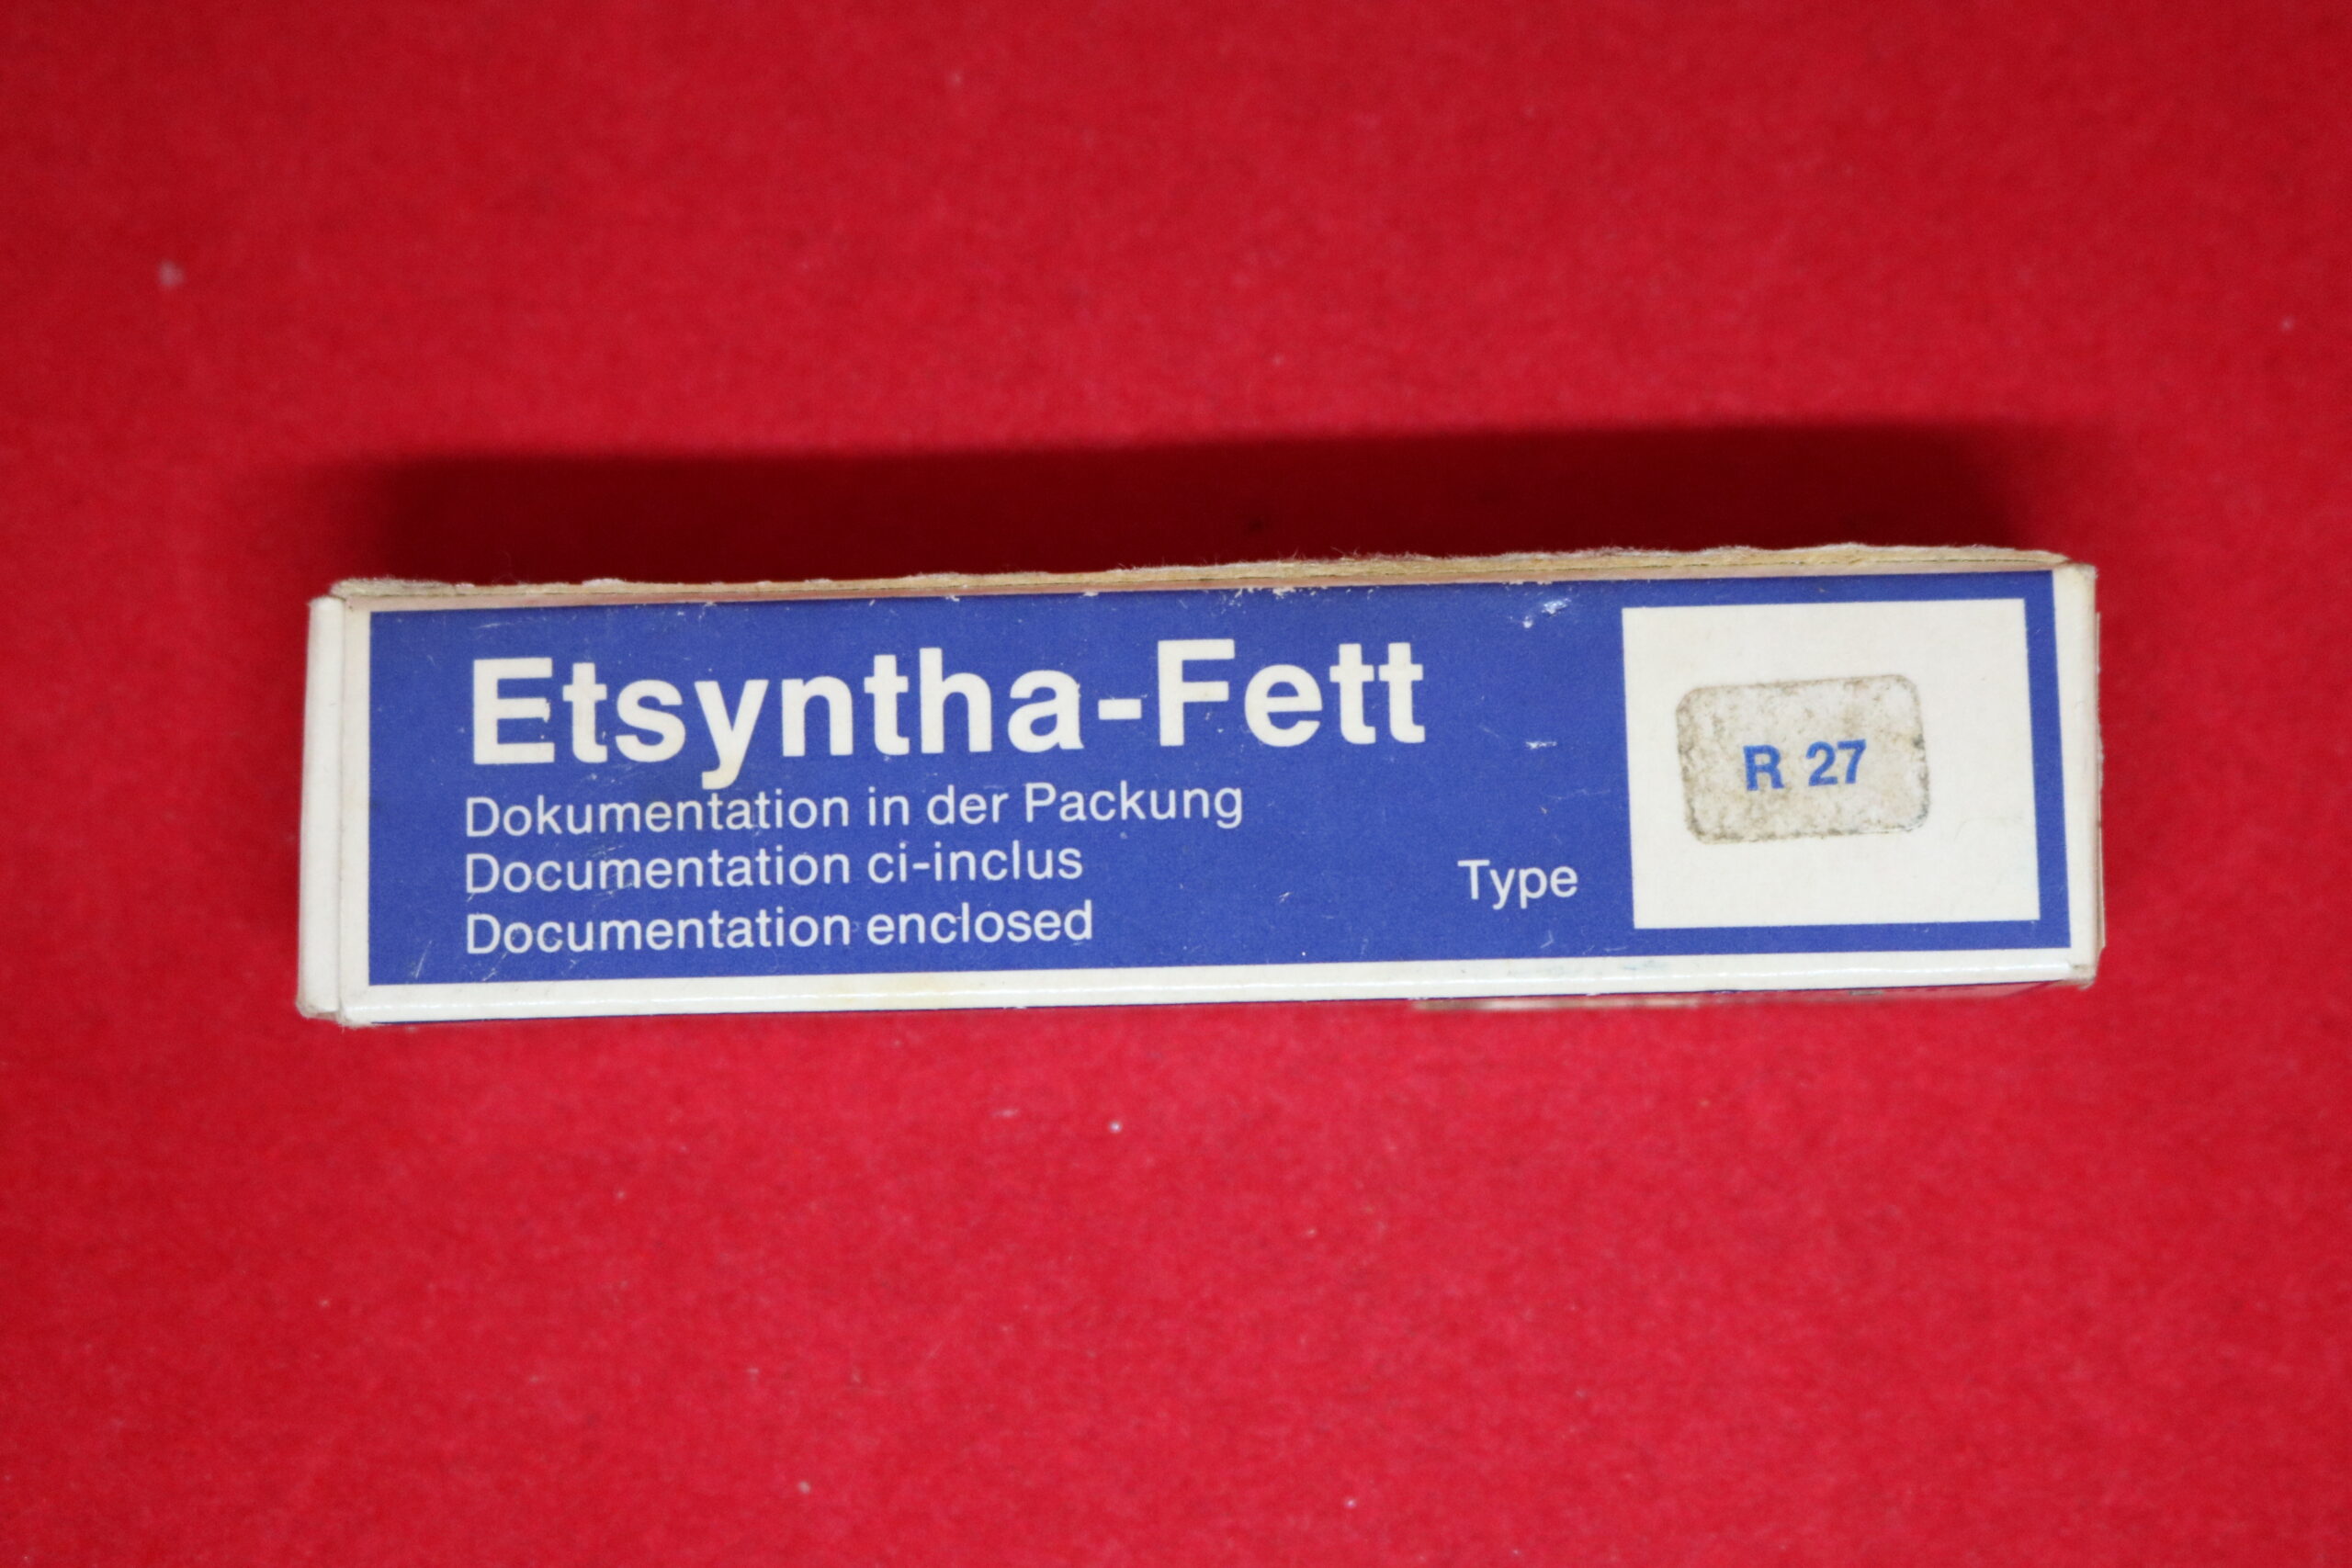 Etsyntha-Fett
Dokumentation in der Packung
Documentation ci-inclus
Documentation enclosed
Type
R 27